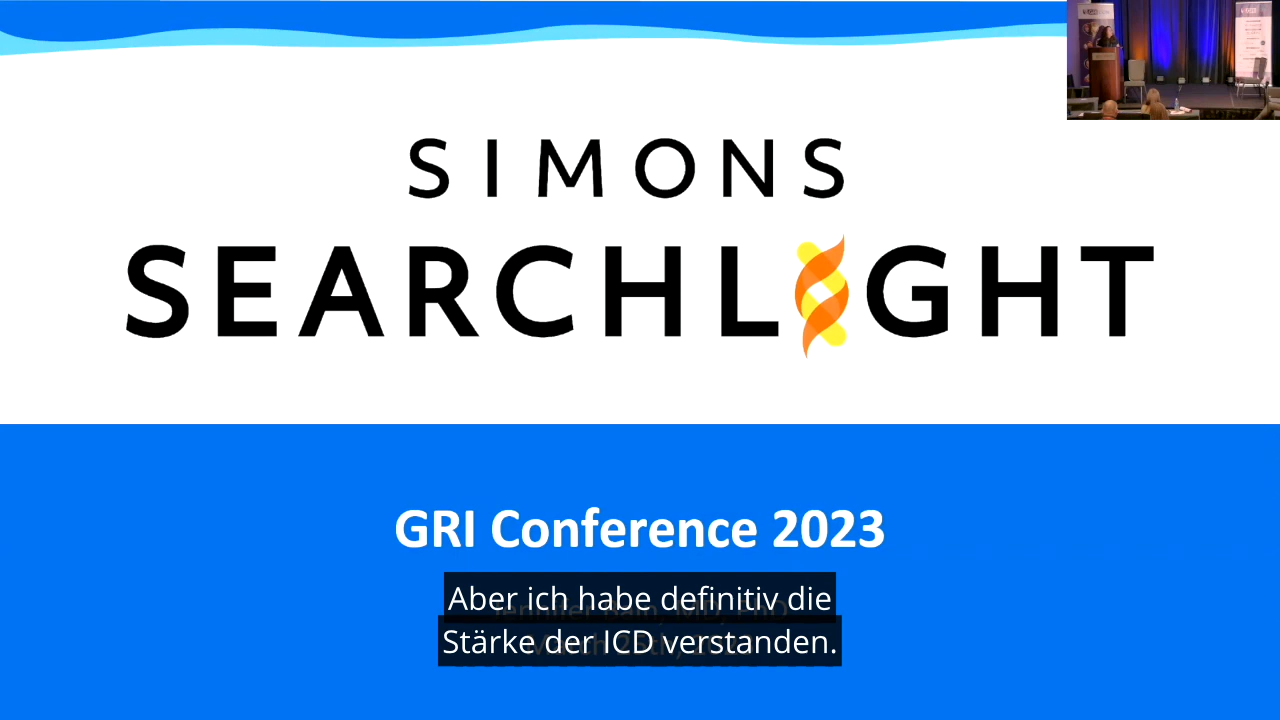 SIMONS
SEARCHLIGHT
GRI Conference 2023
Aber ich habe definitiv die
Stärke der ICD verstanden.